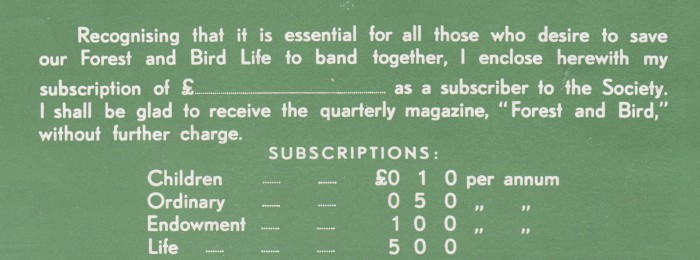 Recognising that it is essential for all those who desire to save
our Forest and Bird Life to band together, I enclose herewith my
subscription of £........................................ as a subscriber to the Society.
I shall be glad to receive the quarterly magazine, "Forest and Bird,"
without further charge.
SUBSCRIPTIONS:
Children ...... ...... £0 1 0 per annum
Ordinary ...... ...... 0 5 0 „ „
Endowment ...... ...... 1 0 0 „ „
Life ...... ...... 5 0 0